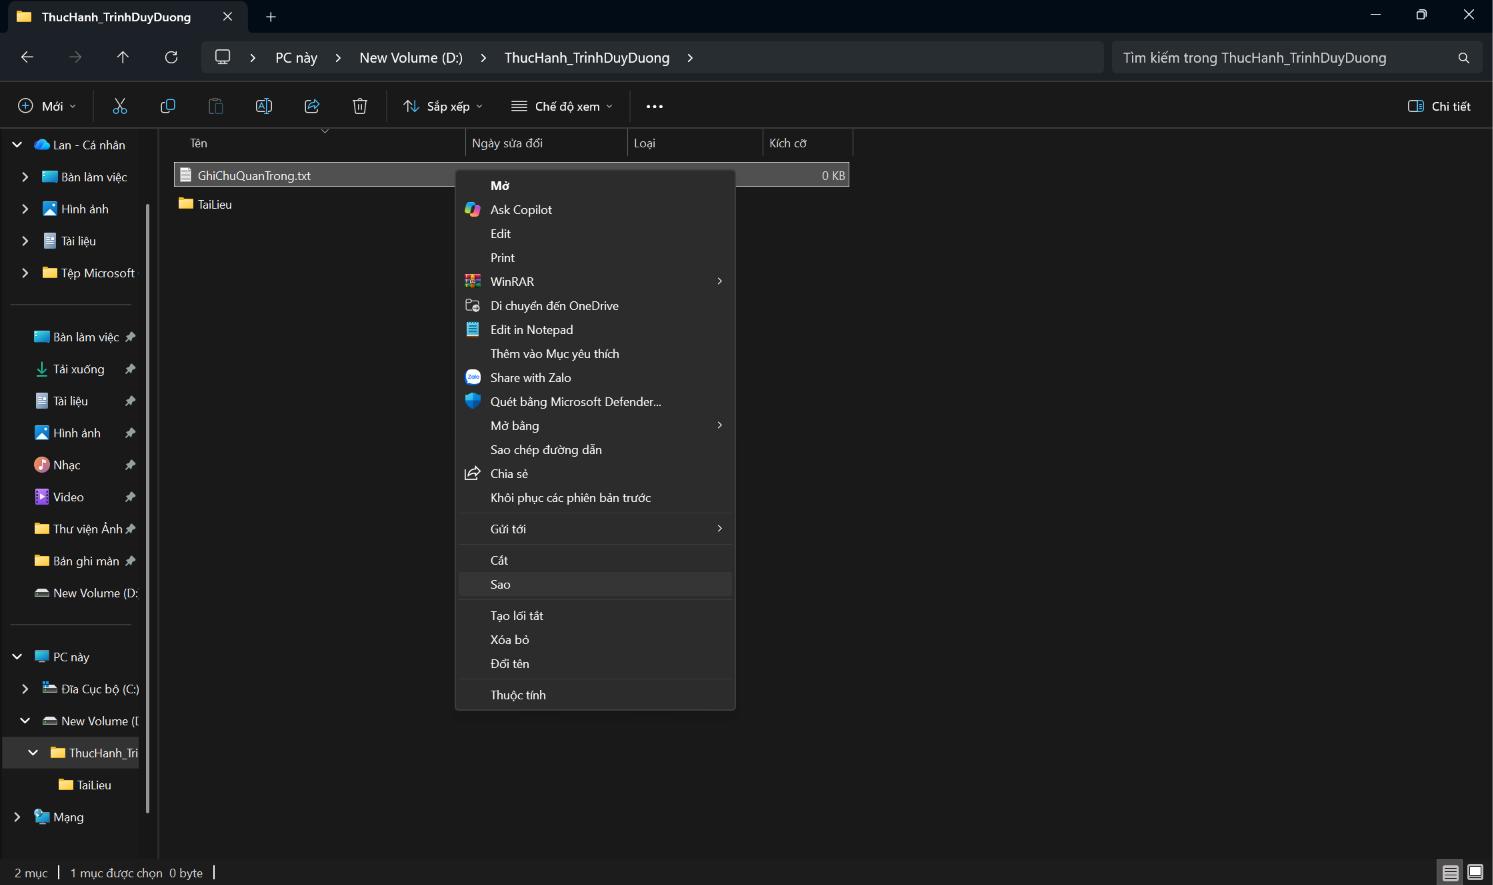 ThucHanh_TrinhDuyDuong
PC này
New Volume (D:)
ThucHanh_TrinhDuyDuong
Tìm kiếm trong ThucHanh_TrinhDuyDuong
Mới
Sắp xếp
Chế độ xem
Chi tiết
Lan - Cá nhân
Bàn làm việc
Hình ảnh
Tài liệu
Tệp Microsoft
Bàn làm việc
Tải xuống
Tài liệu
Hình ảnh
Nhạc
Video
Thư viện Ảnh
Bản ghi màn
New Volume (D:
PC này
Đĩa Cục bộ (C:)
New Volume (D
ThucHanh_Tri
TaiLieu
Mạng
Tên
Ngày sửa đổi
Loại
Kích cỡ
GhiChuQuanTrong.txt
0 KB
TaiLieu
Mở
Ask Copilot
Edit
Print
WinRAR
Di chuyển đến OneDrive
Edit in Notepad
Thêm vào Mục yêu thích
Zalo
Share with Zalo
Quét bằng Microsoft Defender...
Mở bằng
Sao chép đường dẫn
Chia sẻ
Khôi phục các phiên bản trước
Gửi tới
Cắt
Sao
Tạo lối tắt
Xóa bỏ
Đổi tên
Thuộc tính
2 mục
1 mục được chọn 0 byte